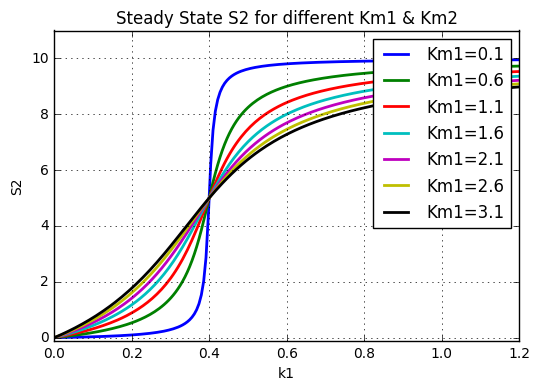 Steady State S2 for different Km1 & Km2
10
8
6
4
2
0
S2
0.0 0.2 0.4 0.6 0.8 1.0 1.2
k1
Km1=0.1
Km1=0.6
Km1=1.1
Km1=1.6
Km1=2.1
Km1=2.6
Km1=3.1